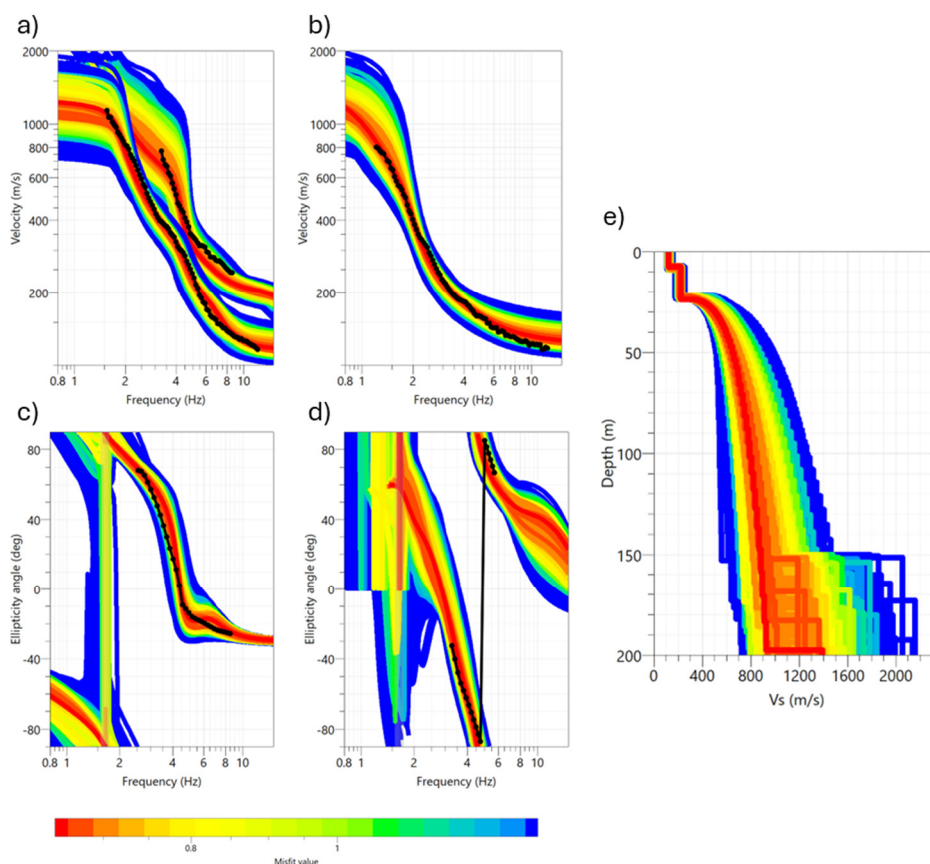 a)
b)
2000
1000
800
600
400
200
Velocity (m/s)
0.8 1 2 4 6 8 10
Frequency (Hz)
2000
1000
800
600
400
200
Velocity (m/s)
0.8 1 2 4 6 8 10
Frequency (Hz)
e)
0
50
100
150
200
Depth (m)
0 400 800 1200 1600 2000
Vs (m/s)
c)
d)
80
40
0
-40
-80
Ellipticity angle (deg)
0.8 1 2 4 6 8 10
Frequency (Hz)
80
40
0
-40
-80
Ellipticity angle (deg)
0.8 1 2 4 6 8 10
Frequency (Hz)
0.8 1
Misfit value